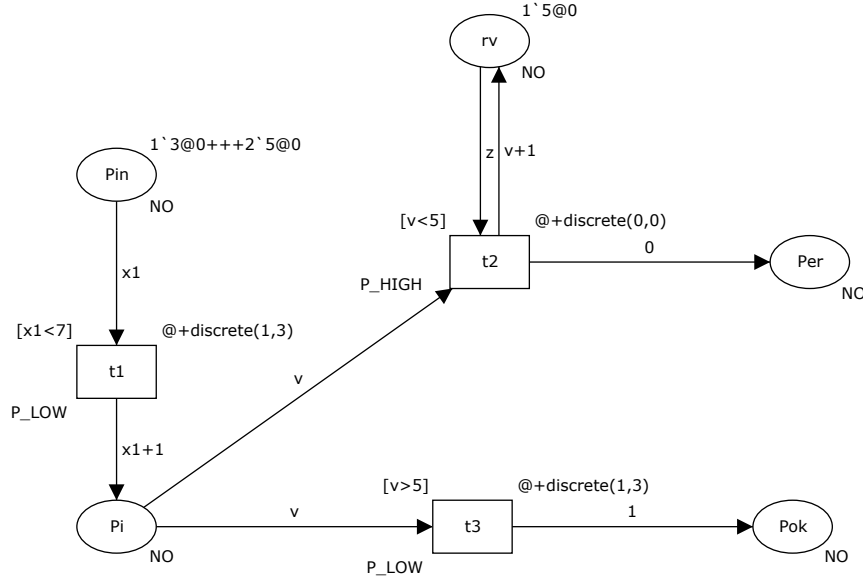 1`5@0
rv
NO
1`3@0+++2`5@0
Pin
NO
z
v+1
[v<5]
@+discrete(0,0)
t2
0
Per
P_HIGH
NO
x1
[x1<7]
@+discrete(1,3)
t1
P_LOW
v
x1+1
[v>5]
@+discrete(1,3)
Pi
v
t3
1
Pok
NO
P_LOW
NO